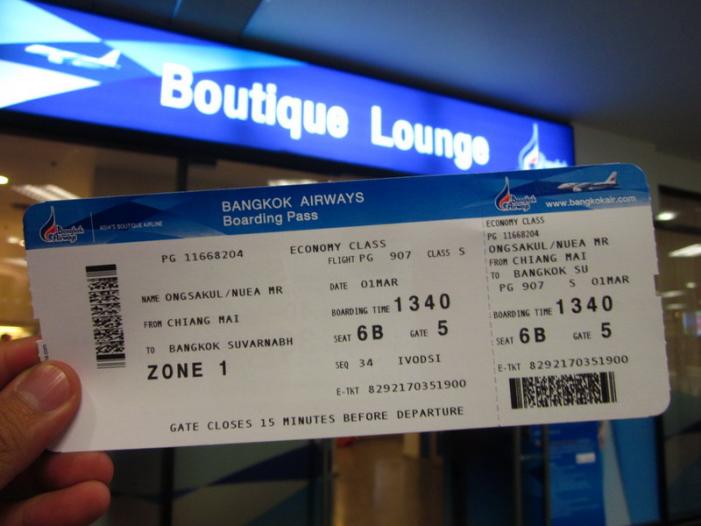 Boutique Lounge
BANGKOK AIRWAYS
Boarding Pass
ASIA'S BOUTIQUE AIRLINE
PG 11668204
ECONOMY CLASS
FLIGHT PG 907 CLASS S
DATE 01MAR
NAME ONGSAKUL/NUEA MR
BOARDING TIME 1340
FROM CHIANG MAI
SEAT 6B GATE 5
TO BANGKOK SUVARNABH
ZONE 1
SEQ 34 IVODSI
E-TKT 8292170351900
GATE CLOSES 15 MINUTES BEFORE DEPARTURE
www.bangkokair.com
ECONOMY CLASS
PG 11668204
ONGSAKUL/NUEA MR
FROM CHIANG MAI
TO BANGKOK SU
PG 907 S 01MAR
BOARDING TIME 1340
SEAT 6B GATE 5
E-TKT 8292170351900